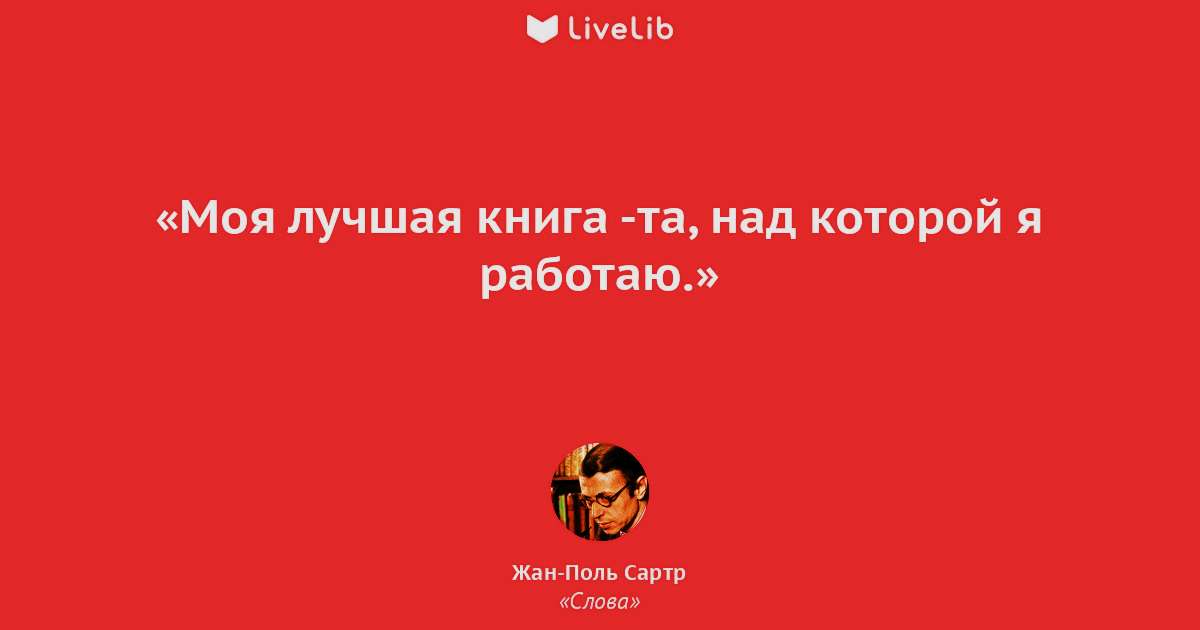 LiveLib
«Моя лучшая книга -та, над которой я
работаю.»
Жан-Поль Сартр
«Слова»